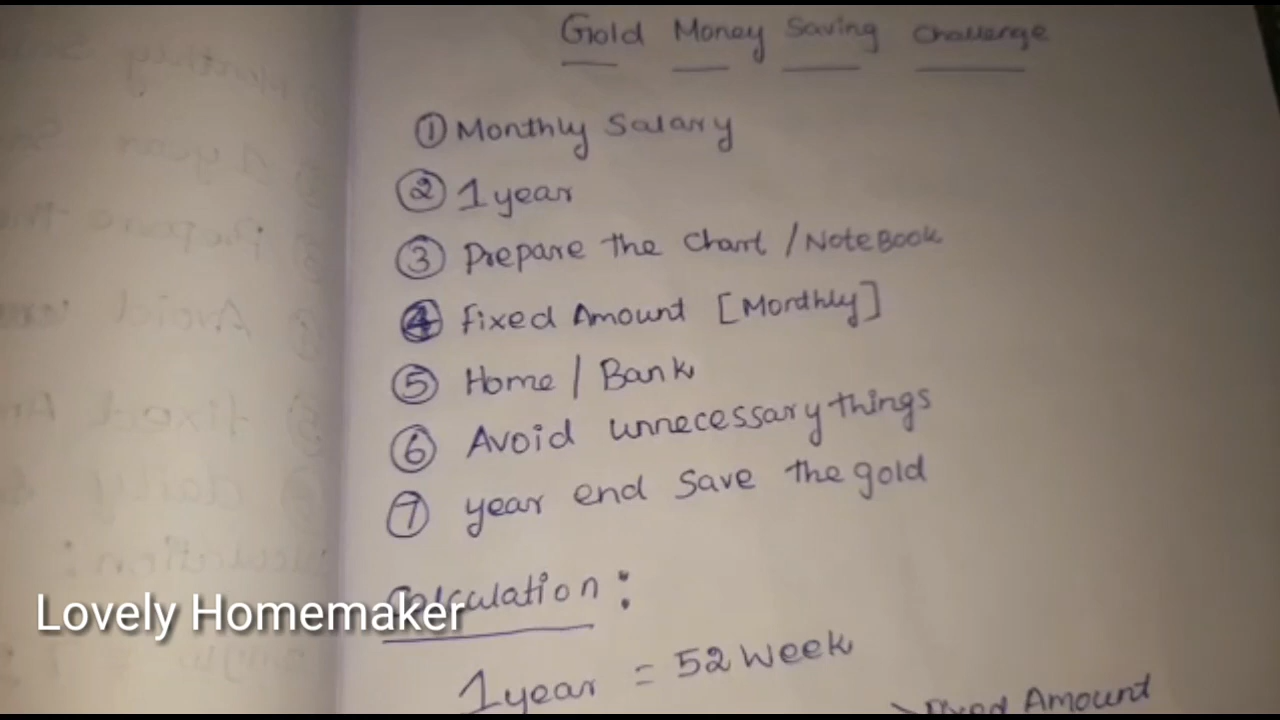 Gold Money Saving Challenge
① Monthly Salary
② 1 year
③ Prepare the chart / NoteBook
④ Fixed Amount [Monthly]
⑤ Home / Bank
⑥ Avoid unnecessary things
⑦ year end save the gold
Calculation :
Lovely Homemaker
1 year = 52 week
Fixed Amount